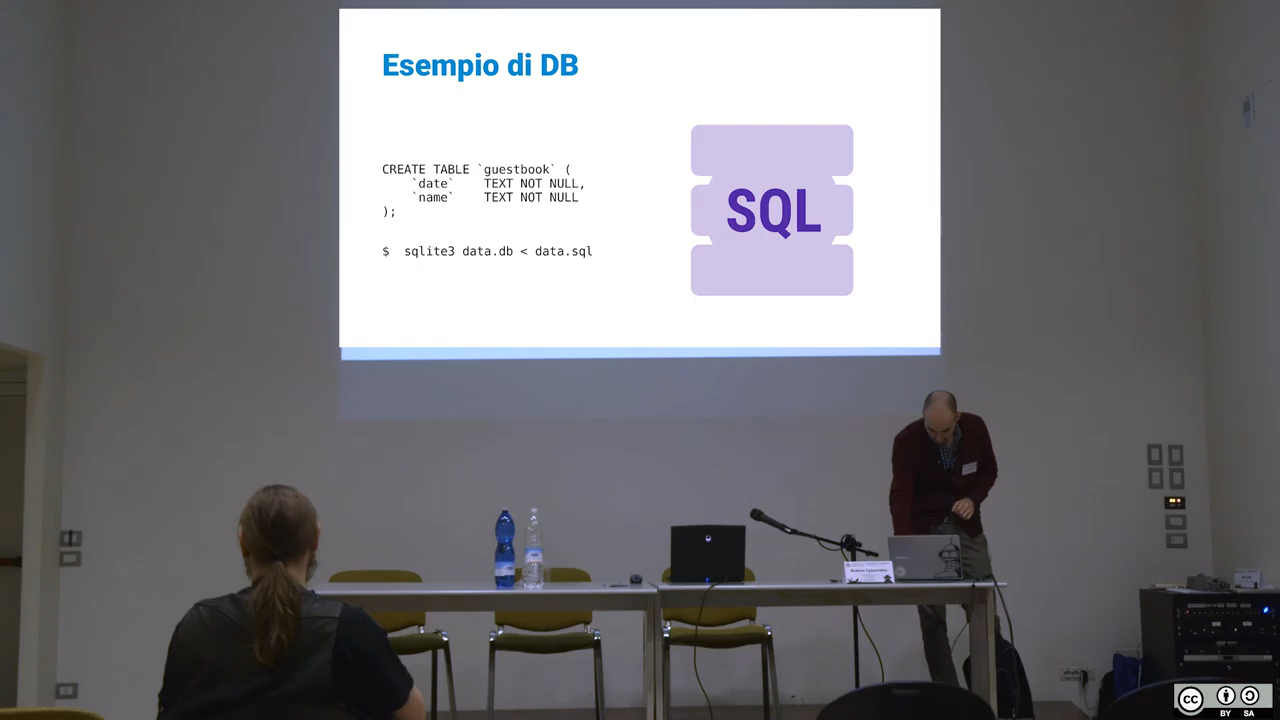 Esempio di DB
CREATE TABLE `guestbook` (
    `date`    TEXT NOT NULL,
    `name`    TEXT NOT NULL
);
$  sqlite3 data.db < data.sql
SQL
cc
BY SA